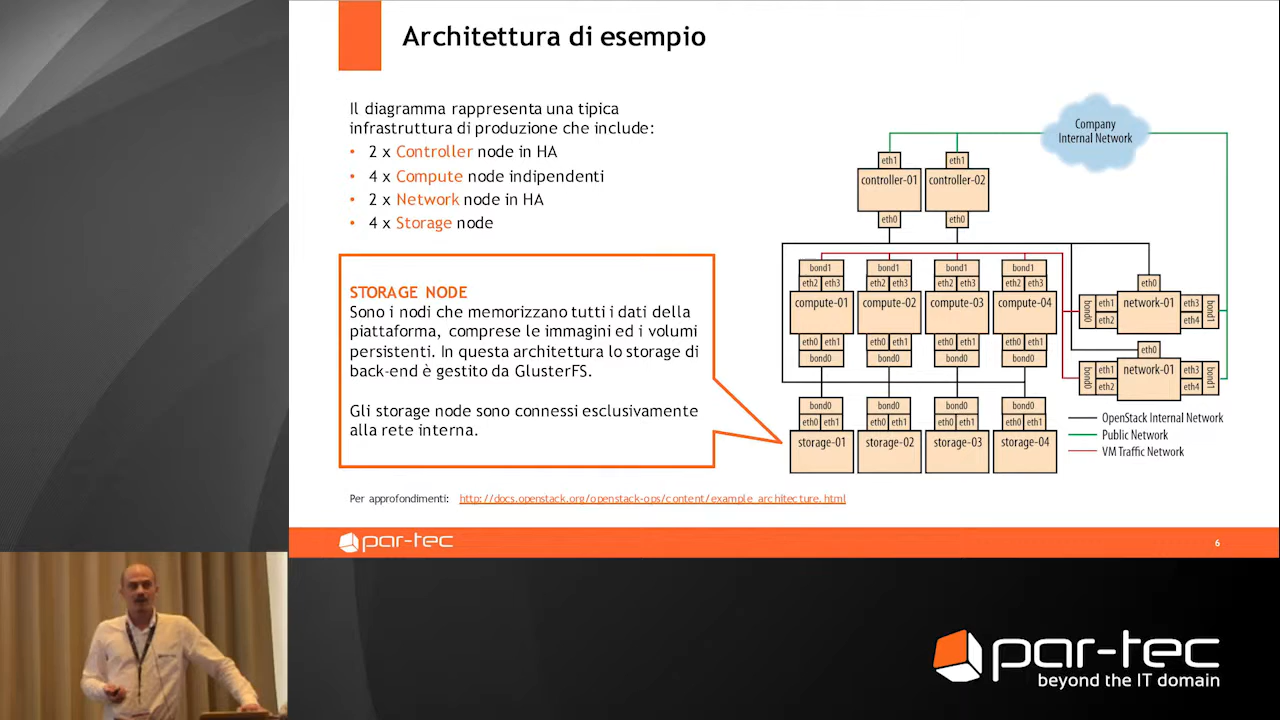 Architettura di esempio
Il diagramma rappresenta una tipica
infrastruttura di produzione che include:
• 2 x Controller node in HA
• 4 x Compute node indipendenti
• 2 x Network node in HA
• 4 x Storage node
STORAGE NODE
Sono i nodi che memorizzano tutti i dati della
piattaforma, comprese le immagini ed i volumi
persistenti. In questa architettura lo storage di
back-end è gestito da GlusterFS.
Gli storage node sono connessi esclusivamente
alla rete interna.
Per approfondimenti: http://docs.openstack.org/openstack-ops/content/example_architecture.html
Company
Internal Network
eth1 eth1
controller-01 controller-02
eth0 eth0
bond1 bond1 bond1 bond1
eth2 eth3 eth2 eth3 eth2 eth3 eth2 eth3
compute-01 compute-02 compute-03 compute-04
eth0 eth1 eth0 eth1 eth0 eth1 eth0 eth1
bond0 bond0 bond0 bond0
eth0
bond0 eth1 network-01 eth3 bond1
eth2 eth4
eth0
bond0 eth1 network-01 eth3 bond1
eth2 eth4
bond0 bond0 bond0 bond0
eth0 eth1 eth0 eth1 eth0 eth1 eth0 eth1
storage-01 storage-02 storage-03 storage-04
OpenStack Internal Network
Public Network
VM Traffic Network
par-tec
6
par-tec
beyond the IT domain